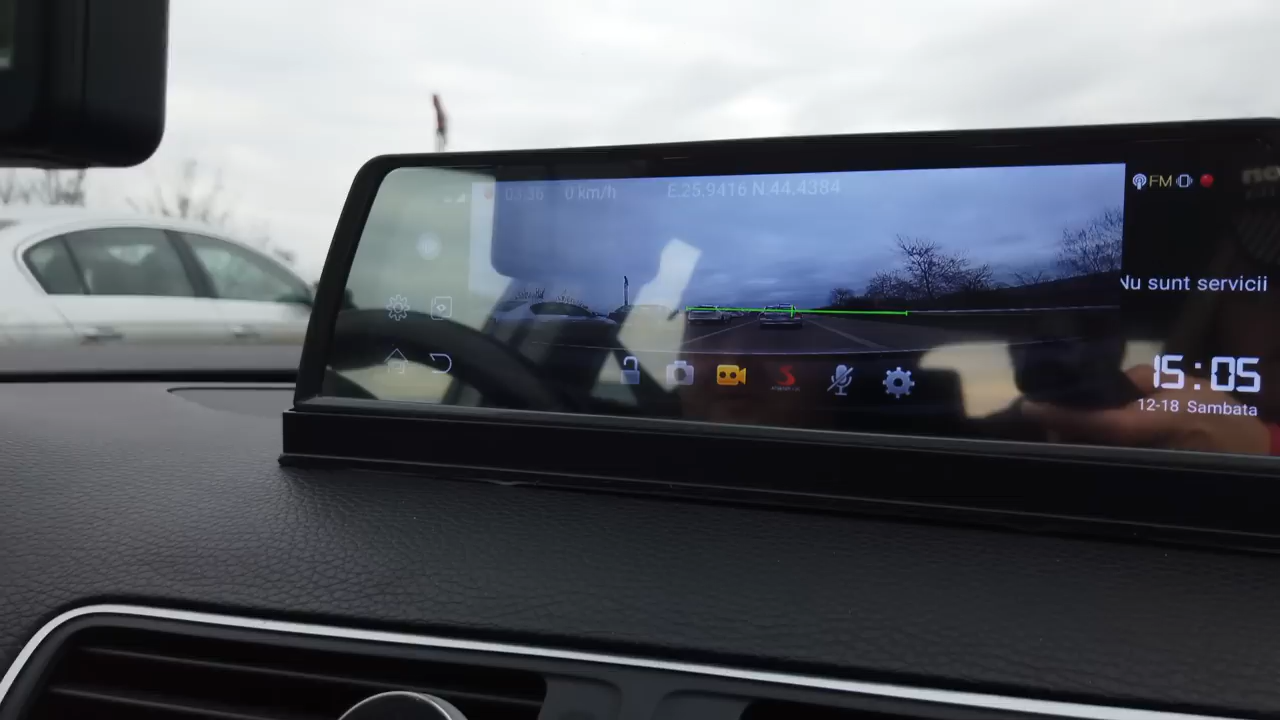 03:36 0 km/h E:25.9416 N:44.4384
FM
Nu sunt servicii
15:05
12-18 Sambata